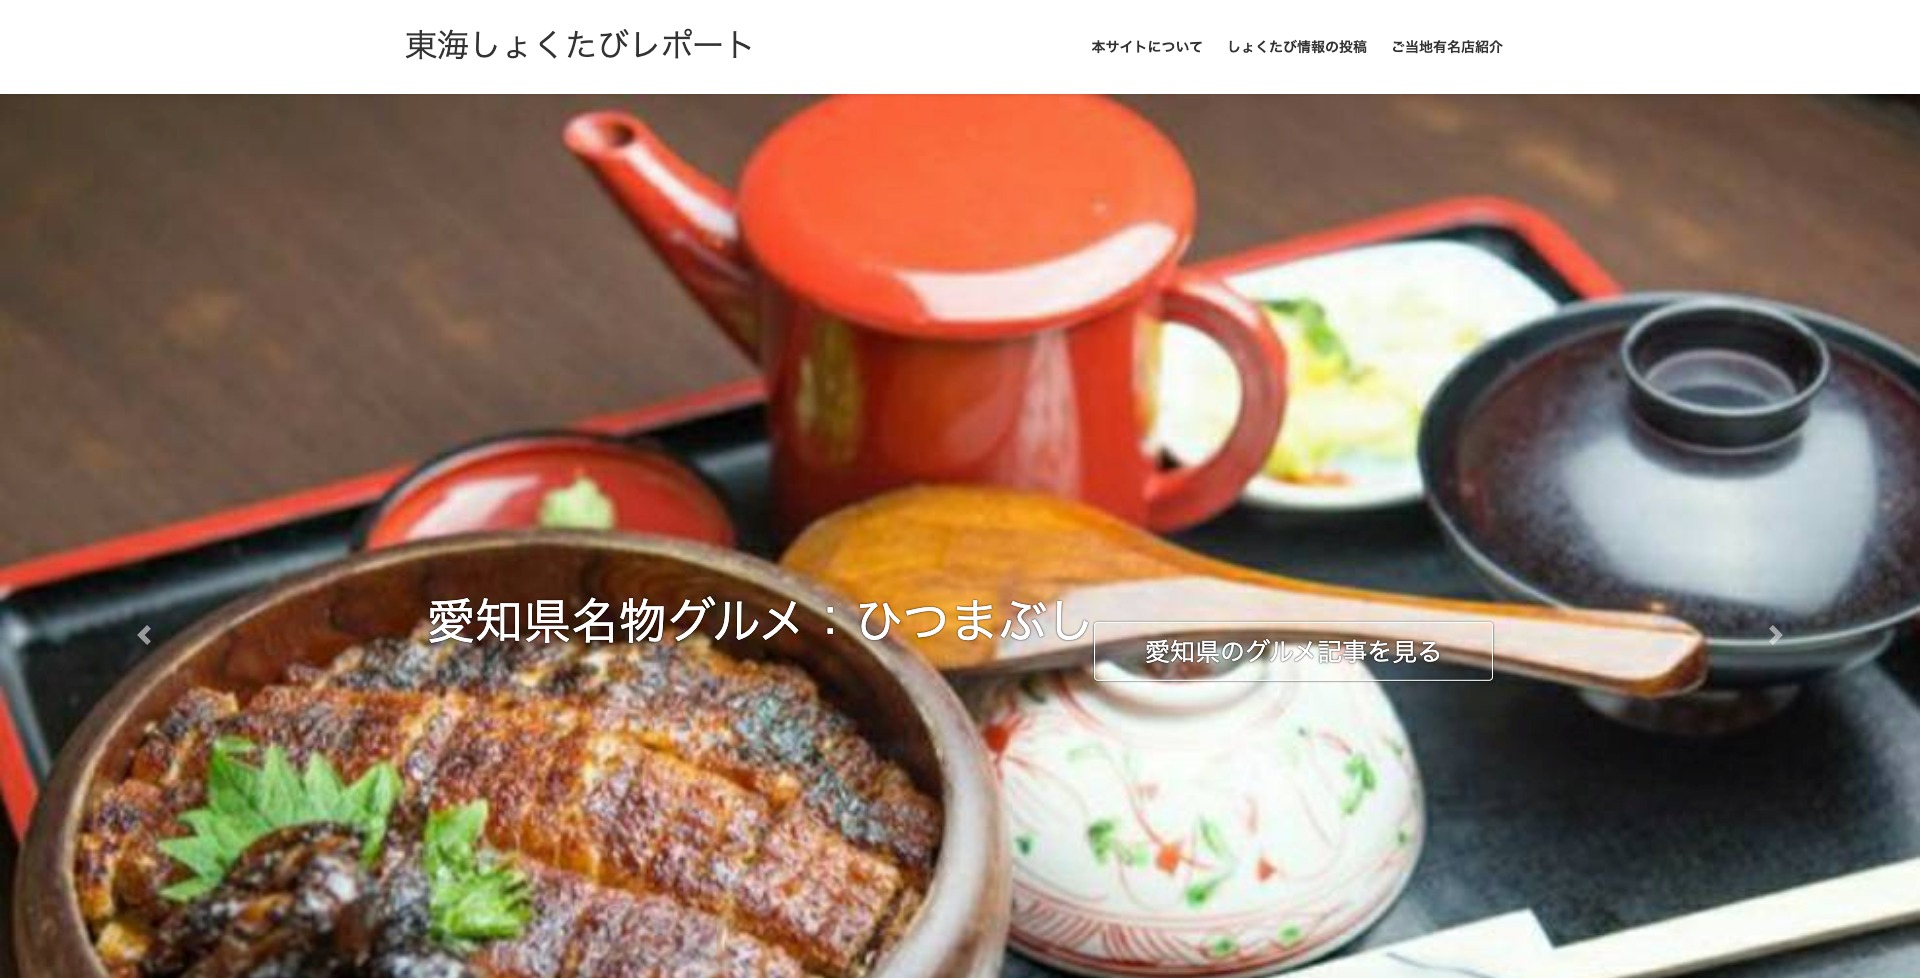 東海しょくたびレポート
本サイトについて しょくたび情報の投稿 ご当地有名店紹介
愛知県名物グルメ：ひつまぶし
愛知県のグルメ記事を見る